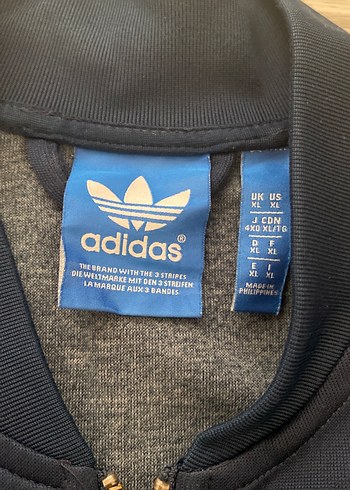 adidas®
THE BRAND WITH THE 3 STRIPES
DIE WELTMARKE MIT DEN 3 STREIFEN
LA MARQUE AUX 3 BANDES
UK US
XL XL
J CDN
4XO XL/TG
D F
XL XL
E I
XL XL
MADE IN
PHILIPPINES